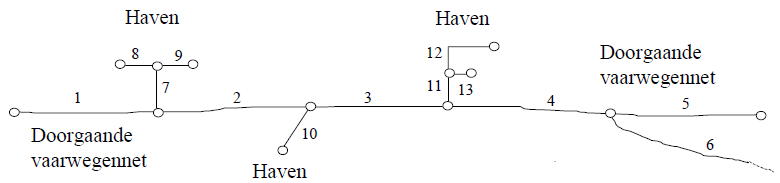 Haven
Haven
8
9
12
Doorgaande
vaarwegennet
7
11
13
1
2
3
4
5
Doorgaande
vaarwegennet
10
6
Haven